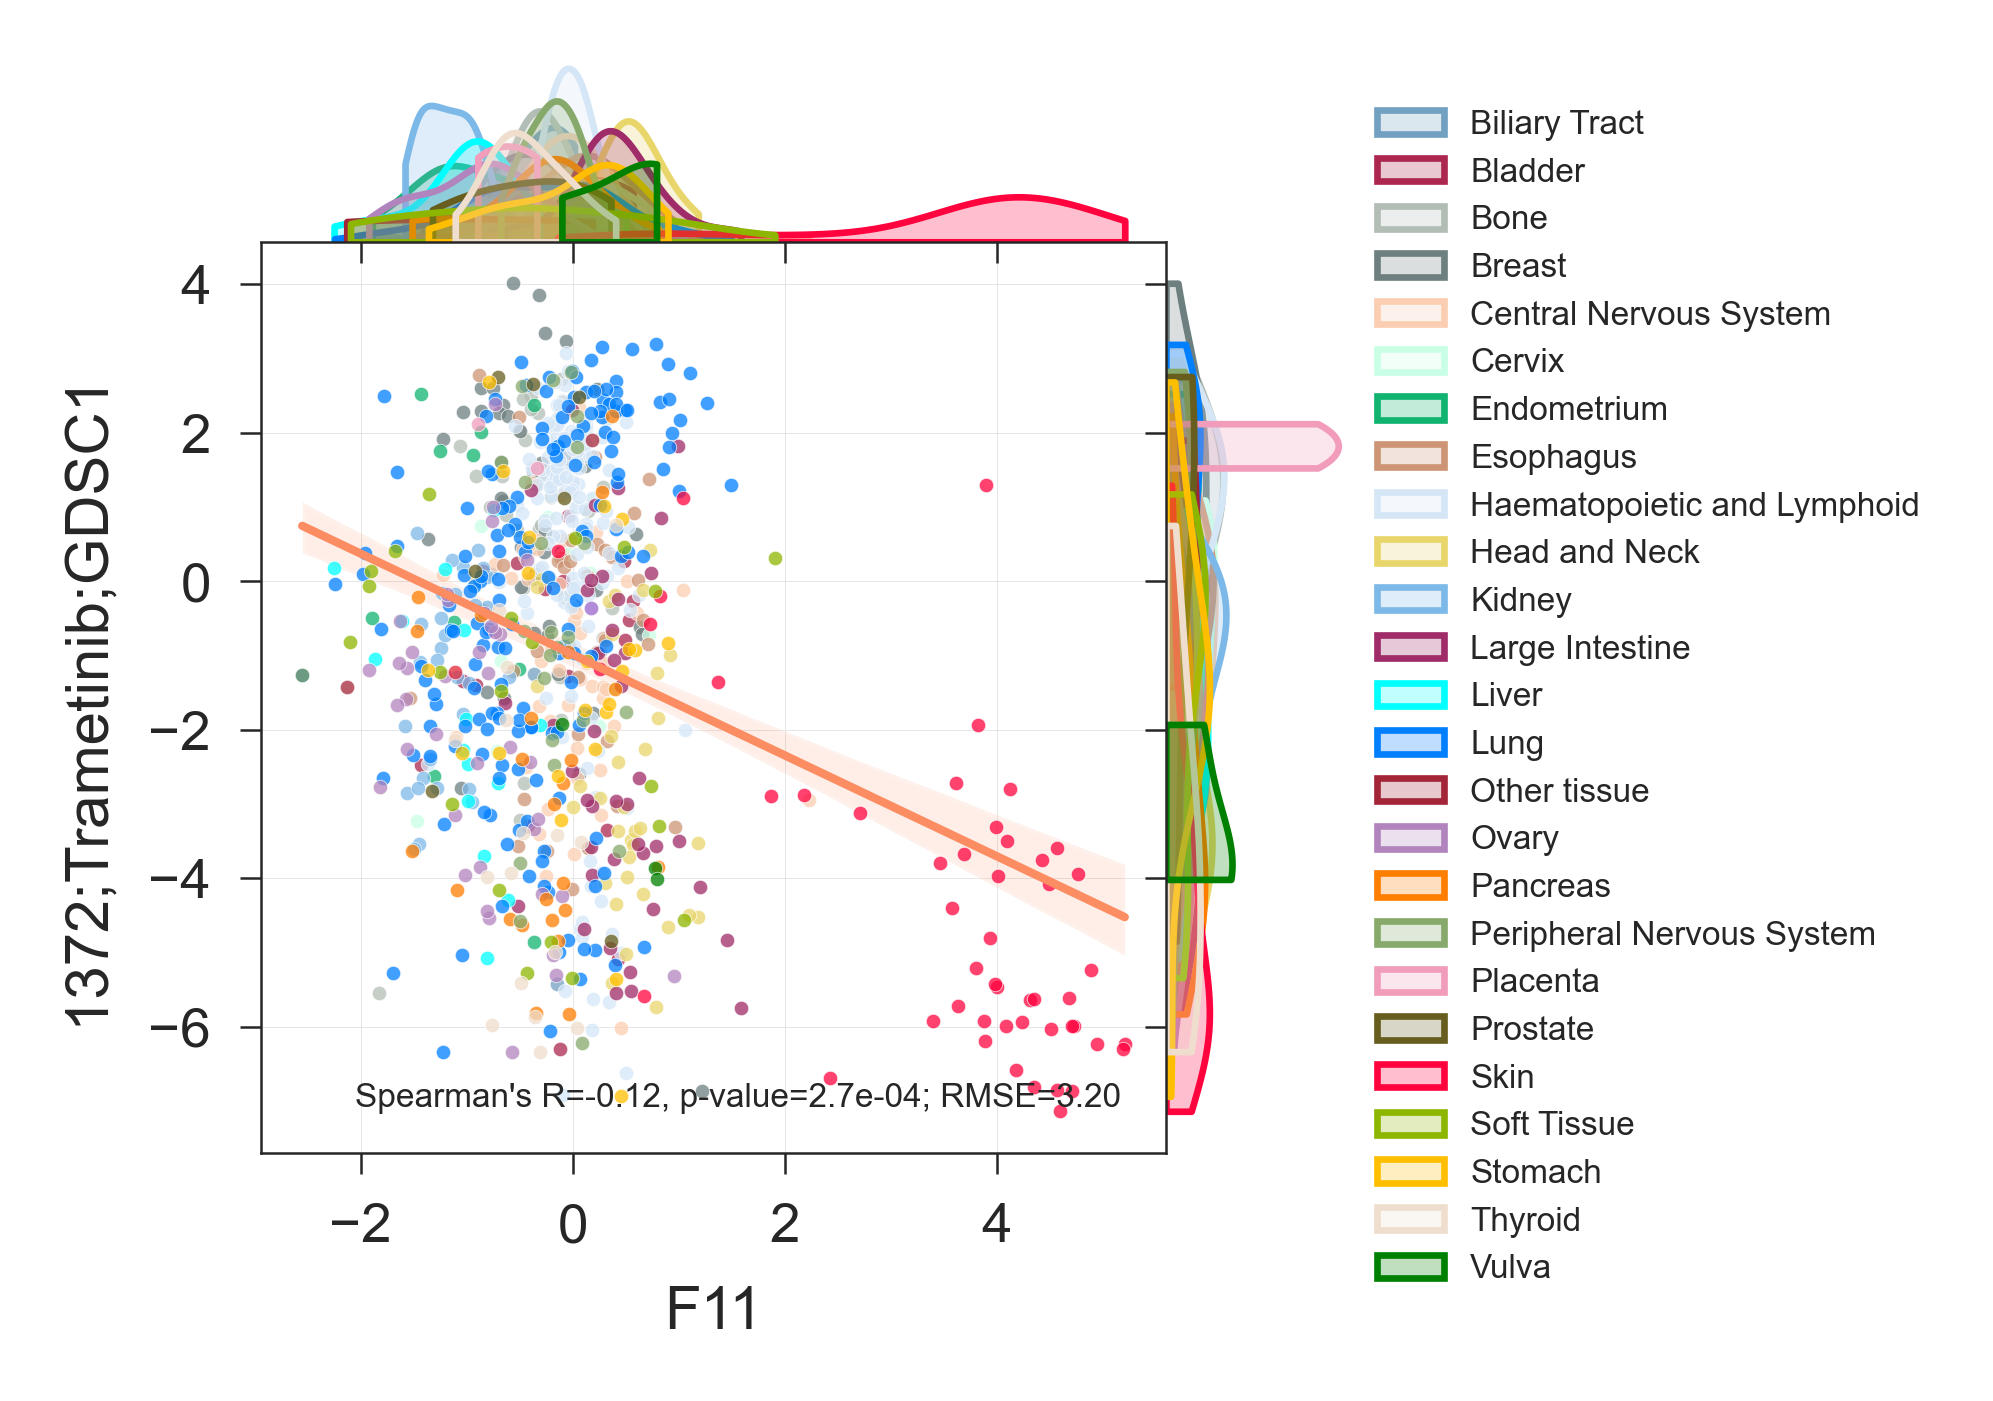 4
2
0
−2
−4
−6
1372;Trametinib;GDSC1
Spearman's R=-0.12, p-value=2.7e-04; RMSE=3.20
−2
0
2
4
F11
Biliary Tract
Bladder
Bone
Breast
Central Nervous System
Cervix
Endometrium
Esophagus
Haematopoietic and Lymphoid
Head and Neck
Kidney
Large Intestine
Liver
Lung
Other tissue
Ovary
Pancreas
Peripheral Nervous System
Placenta
Prostate
Skin
Soft Tissue
Stomach
Thyroid
Vulva